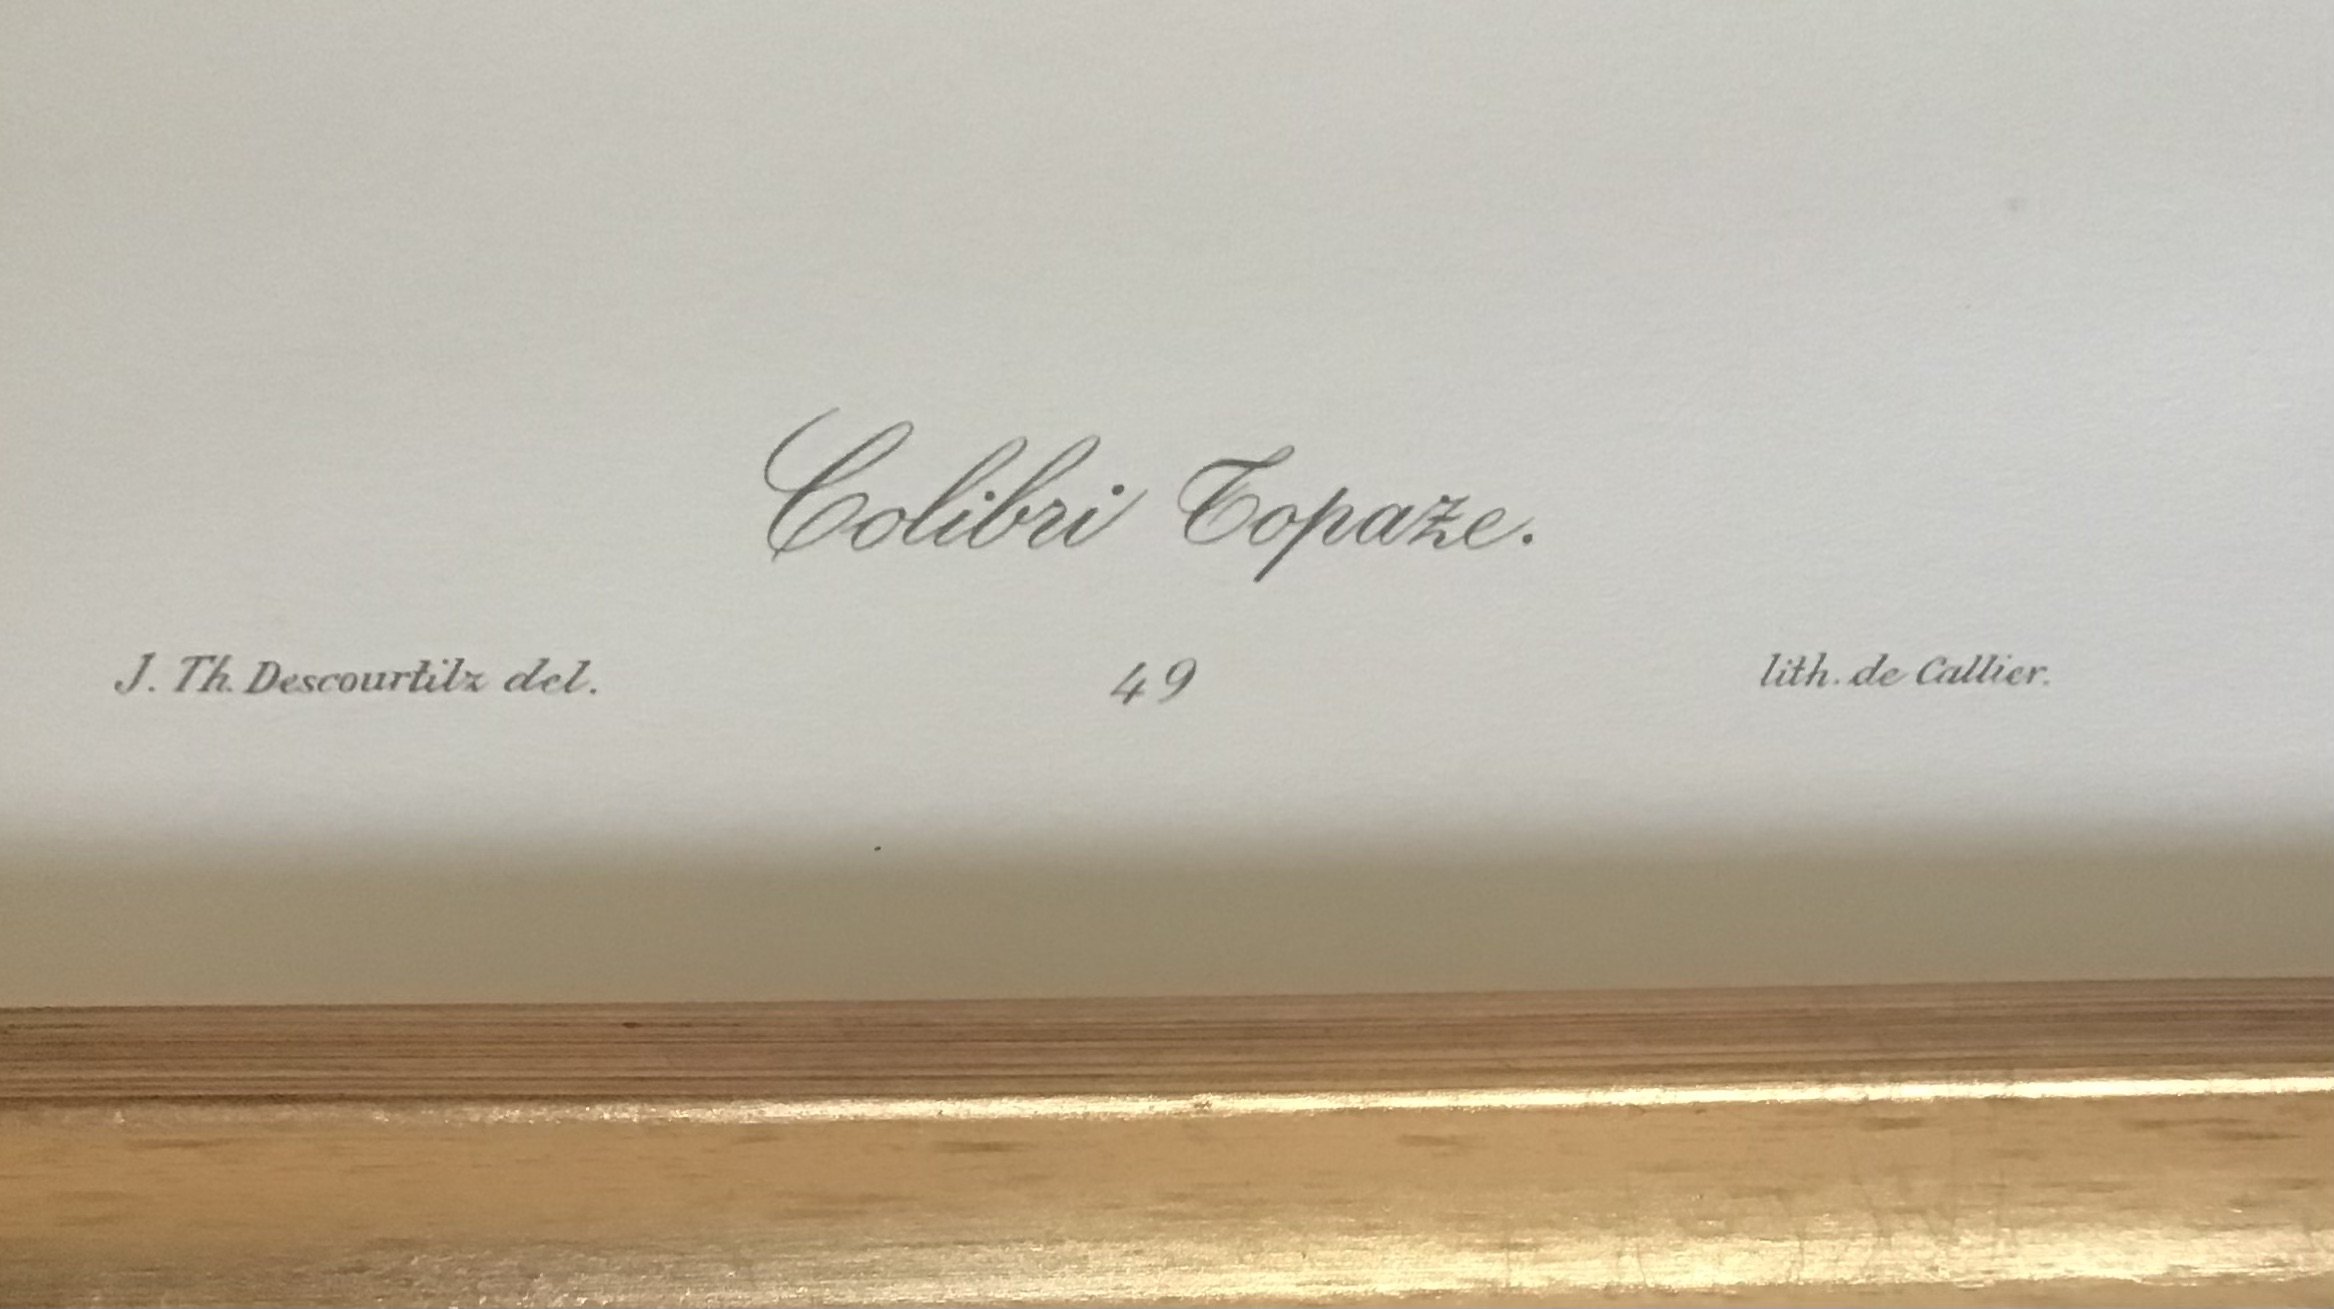 Colibri Topaze.
J. Th. Descourtilz del.
49
lith. de Callier.